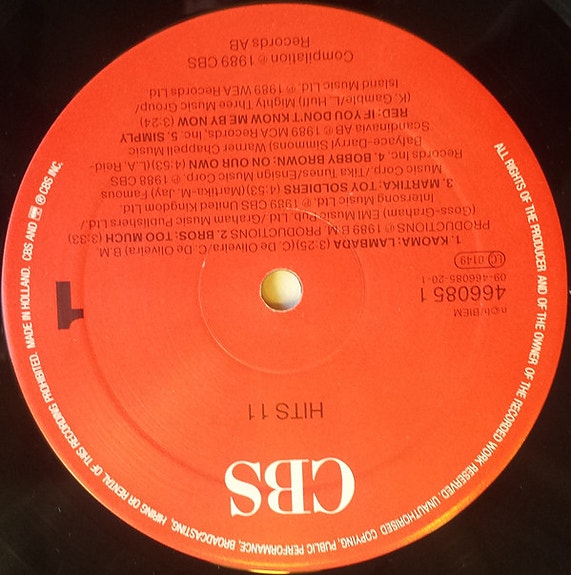 CBS
HITS 11
n©b/BIEM
466085 1
09-466085-20-1
LC 0149
1
1. KAOMA: LAMBADA (3:25)(C. De Oliveira/C. De Oliveira) B.M.
PRODUCTIONS ℗ 1989 B.M. PRODUCTIONS 2. BROS: TOO MUCH (3:33)
(Goss-Graham) EMI Music Publ./Graham Music Publishers Ltd./
Intersong Music Ltd. ℗ 1989 CBS United Kingdom Ltd.
3. MARTIKA: TOY SOLDIERS (4:53)(Martika-M. Jay) Famous
Music Corp./Tika Tunes/Ensign Music Corp. ℗ 1988 CBS
Records Inc. 4. BOBBY BROWN: ON OUR OWN (4:53)(L.A. Reid-
Babyface-Darryl Simmons) Warner Chappel Music
Scandinavia AB ℗ 1989 MCA Records, Inc. 5. SIMPLY
RED: IF YOU DON'T KNOW ME BY NOW (3:24)
(K. Gamble/L. Huff) Mighty Three Music Group/
Island Music Ltd. ℗ 1989 WEA Records Ltd
Compilation ℗ 1989 CBS
Records AB
ALL RIGHTS OF THE PRODUCER AND OF THE OWNER OF THE RECORDED WORK RESERVED. UNAUTHORISED COPYING, PUBLIC PERFORMANCE, BROADCASTING, HIRING OR RENTAL OF THIS RECORDING PROHIBITED. MADE IN HOLLAND. CBS AND ® CBS INC.